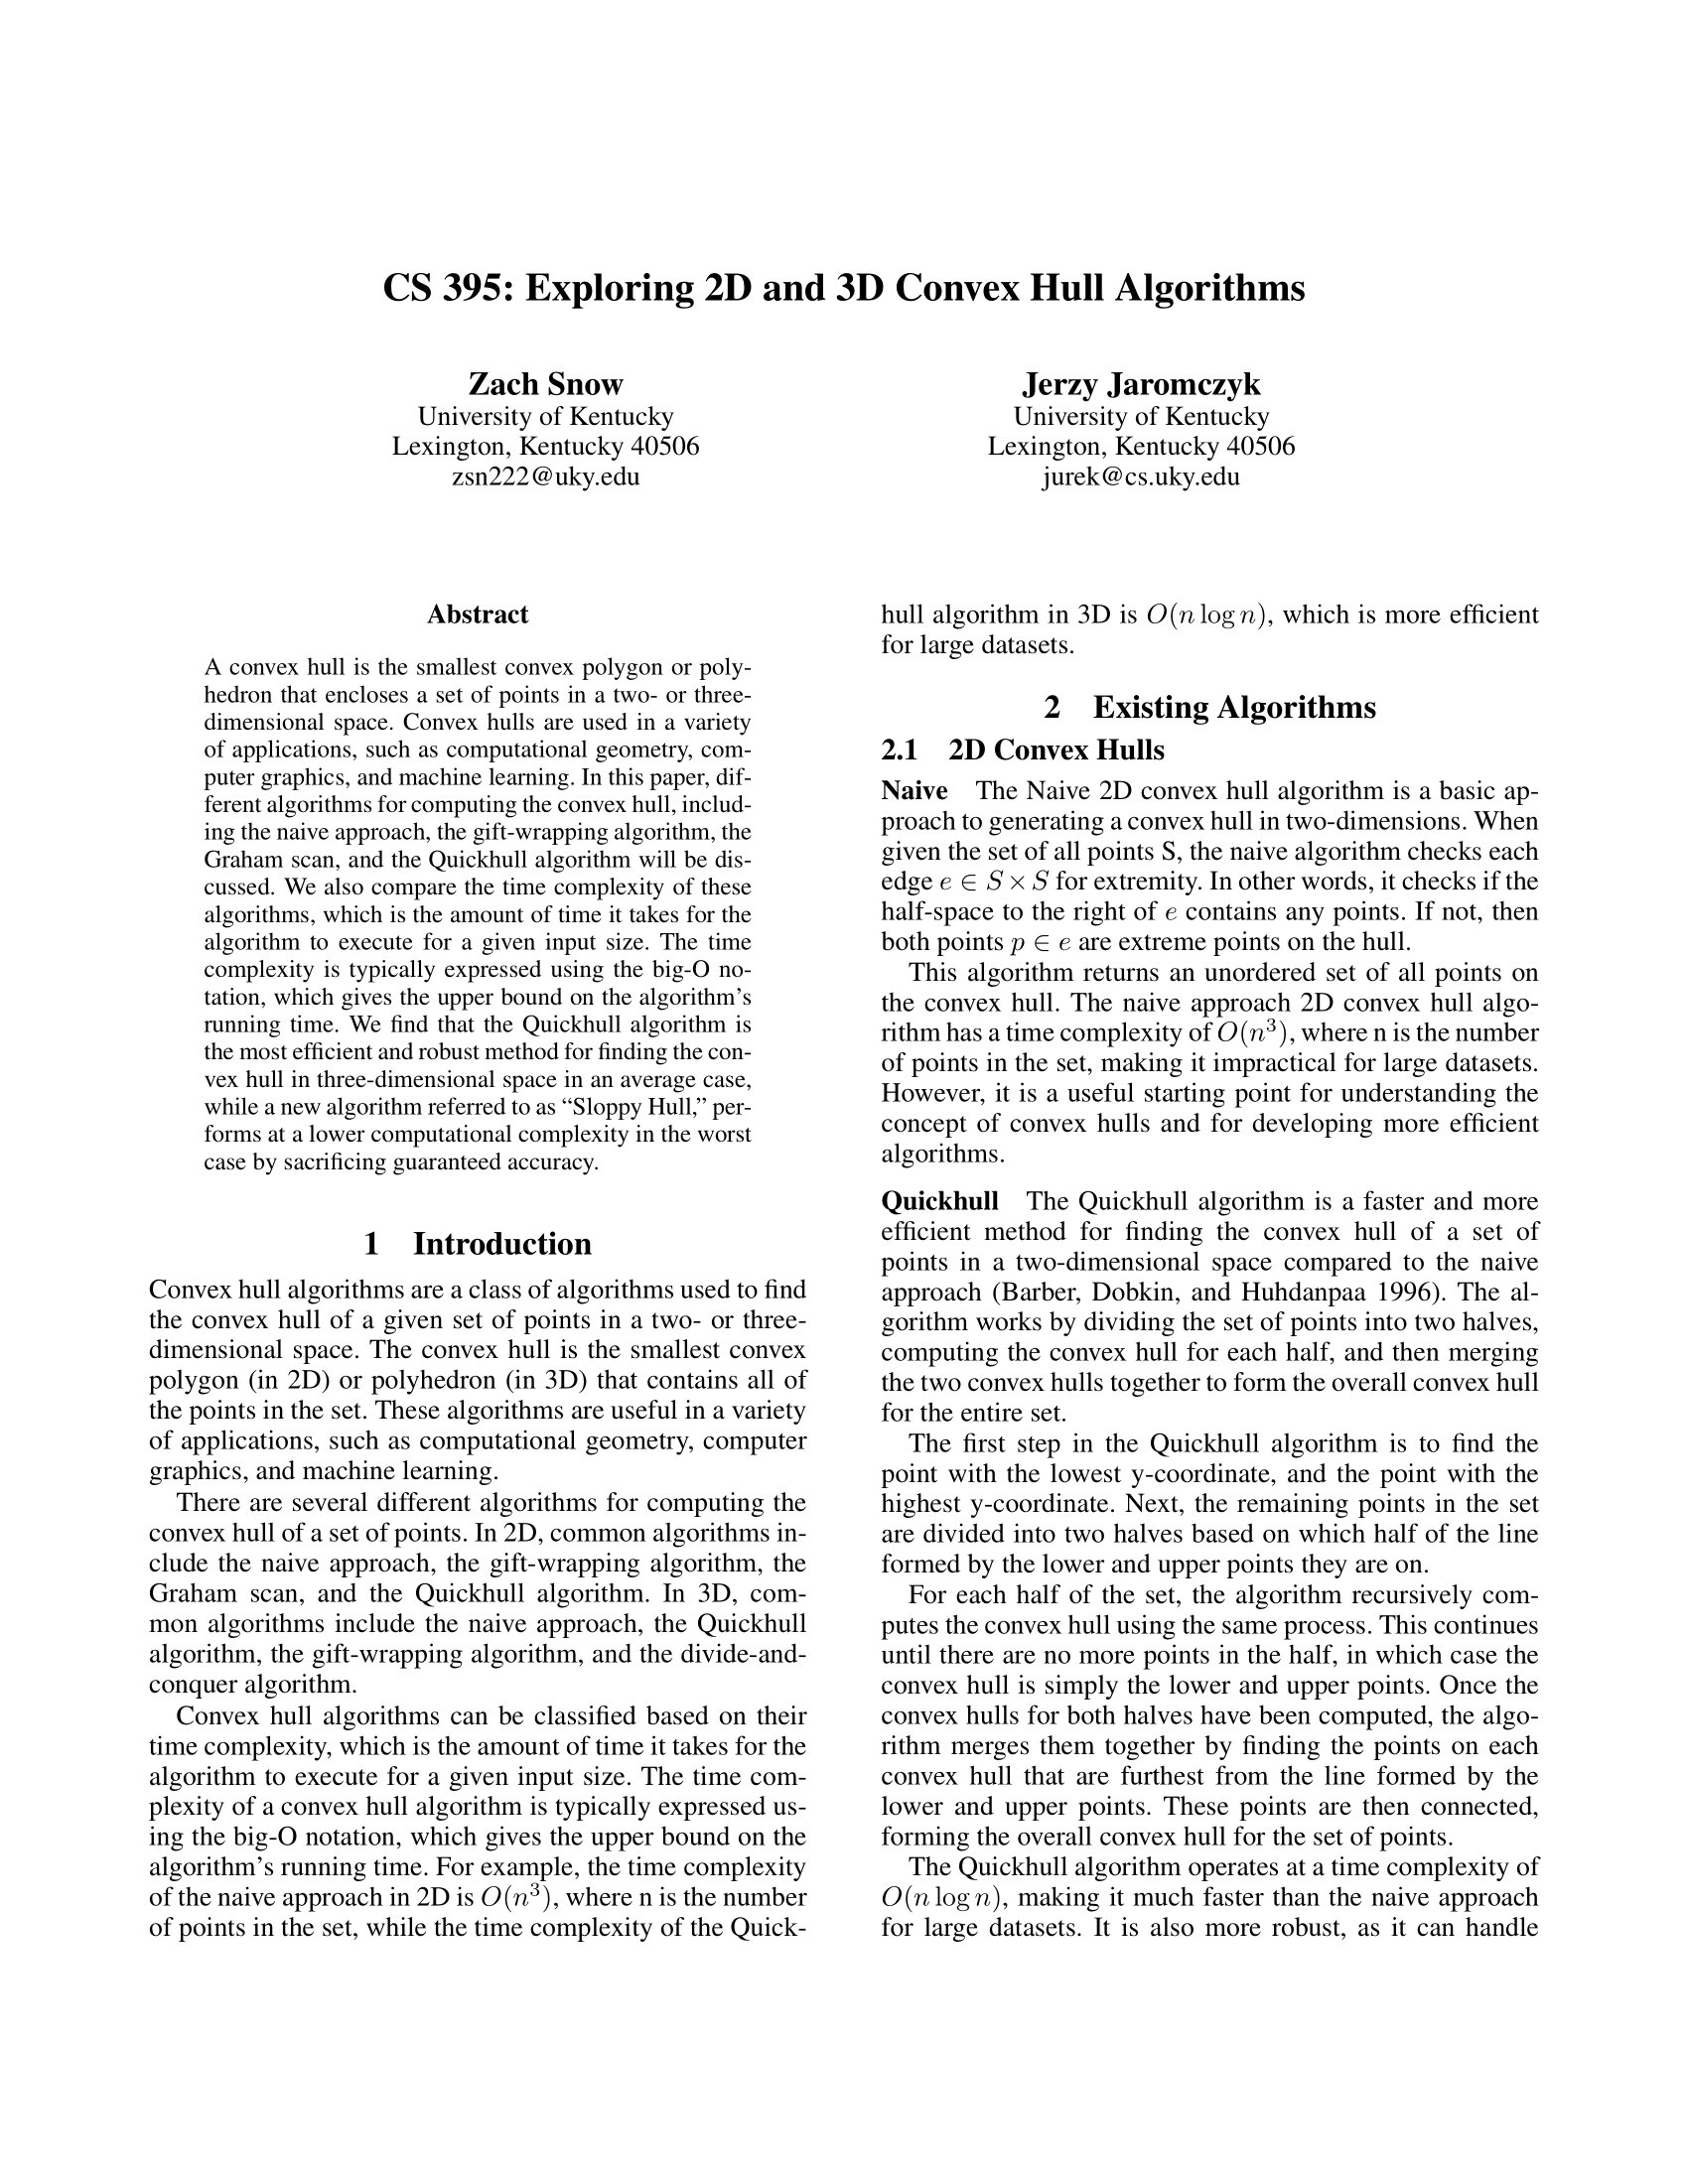 CS 395: Exploring 2D and 3D Convex Hull Algorithms
Zach Snow
University of Kentucky
Lexington, Kentucky 40506
zsn222@uky.edu
Jerzy Jaromczyk
University of Kentucky
Lexington, Kentucky 40506
jurek@cs.uky.edu
Abstract
A convex hull is the smallest convex polygon or poly-
hedron that encloses a set of points in a two- or three-
dimensional space. Convex hulls are used in a variety
of applications, such as computational geometry, com-
puter graphics, and machine learning. In this paper, dif-
ferent algorithms for computing the convex hull, includ-
ing the naive approach, the gift-wrapping algorithm, the
Graham scan, and the Quickhull algorithm will be dis-
cussed. We also compare the time complexity of these
algorithms, which is the amount of time it takes for the
algorithm to execute for a given input size. The time
complexity is typically expressed using the big-O no-
tation, which gives the upper bound on the algorithm's
running time. We find that the Quickhull algorithm is
the most efficient and robust method for finding the con-
vex hull in three-dimensional space in an average case,
while a new algorithm referred to as “Sloppy Hull,” per-
forms at a lower computational complexity in the worst
case by sacrificing guaranteed accuracy.
1 Introduction
Convex hull algorithms are a class of algorithms used to find
the convex hull of a given set of points in a two- or three-
dimensional space. The convex hull is the smallest convex
polygon (in 2D) or polyhedron (in 3D) that contains all of
the points in the set. These algorithms are useful in a variety
of applications, such as computational geometry, computer
graphics, and machine learning.
There are several different algorithms for computing the
convex hull of a set of points. In 2D, common algorithms in-
clude the naive approach, the gift-wrapping algorithm, the
Graham scan, and the Quickhull algorithm. In 3D, com-
mon algorithms include the naive approach, the Quickhull
algorithm, the gift-wrapping algorithm, and the divide-and-
conquer algorithm.
Convex hull algorithms can be classified based on their
time complexity, which is the amount of time it takes for the
algorithm to execute for a given input size. The time com-
plexity of a convex hull algorithm is typically expressed us-
ing the big-O notation, which gives the upper bound on the
algorithm's running time. For example, the time complexity
of the naive approach in 2D is O(n³), where n is the number
of points in the set, while the time complexity of the Quick-
hull algorithm in 3D is O(n log n), which is more efficient
for large datasets.
2 Existing Algorithms
2.1 2D Convex Hulls
Naive The Naive 2D convex hull algorithm is a basic ap-
proach to generating a convex hull in two-dimensions. When
given the set of all points S, the naive algorithm checks each
edge e ∈ S × S for extremity. In other words, it checks if the
half-space to the right of e contains any points. If not, then
both points p ∈ e are extreme points on the hull.
This algorithm returns an unordered set of all points on
the convex hull. The naive approach 2D convex hull algo-
rithm has a time complexity of O(n³), where n is the number
of points in the set, making it impractical for large datasets.
However, it is a useful starting point for understanding the
concept of convex hulls and for developing more efficient
algorithms.
Quickhull The Quickhull algorithm is a faster and more
efficient method for finding the convex hull of a set of
points in a two-dimensional space compared to the naive
approach (Barber, Dobkin, and Huhdanpaa 1996). The al-
gorithm works by dividing the set of points into two halves,
computing the convex hull for each half, and then merging
the two convex hulls together to form the overall convex hull
for the entire set.
The first step in the Quickhull algorithm is to find the
point with the lowest y-coordinate, and the point with the
highest y-coordinate. Next, the remaining points in the set
are divided into two halves based on which half of the line
formed by the lower and upper points they are on.
For each half of the set, the algorithm recursively com-
putes the convex hull using the same process. This continues
until there are no more points in the half, in which case the
convex hull is simply the lower and upper points. Once the
convex hulls for both halves have been computed, the algo-
rithm merges them together by finding the points on each
convex hull that are furthest from the line formed by the
lower and upper points. These points are then connected,
forming the overall convex hull for the set of points.
The Quickhull algorithm operates at a time complexity of
O(n log n), making it much faster than the naive approach
for large datasets. It is also more robust, as it can handle